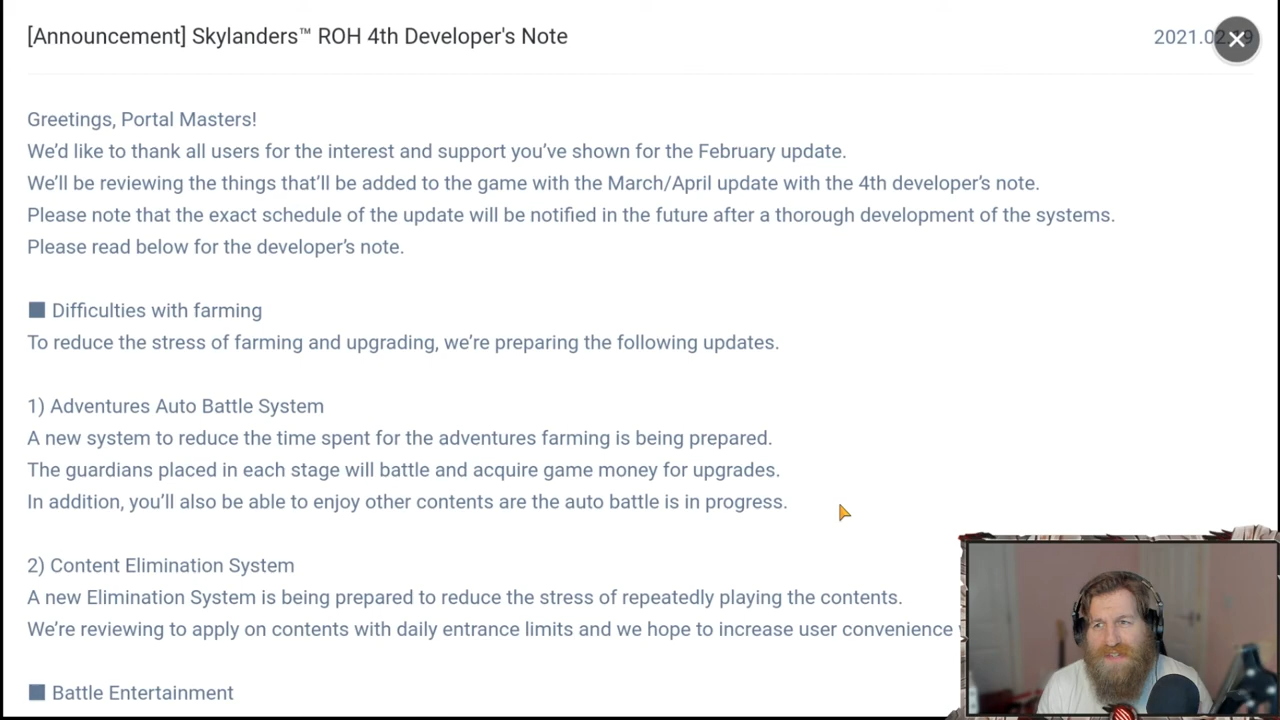 [Announcement] Skylanders™ ROH 4th Developer's Note
Greetings, Portal Masters!
We'd like to thank all users for the interest and support you've shown for the February update.
We'll be reviewing the things that'll be added to the game with the March/April update with the 4th developer's note.
Please note that the exact schedule of the update will be notified in the future after a thorough development of the systems.
Please read below for the developer's note.
■ Difficulties with farming
To reduce the stress of farming and upgrading, we're preparing the following updates.
1) Adventures Auto Battle System
A new system to reduce the time spent for the adventures farming is being prepared.
The guardians placed in each stage will battle and acquire game money for upgrades.
In addition, you'll also be able to enjoy other contents are the auto battle is in progress.
2) Content Elimination System
A new Elimination System is being prepared to reduce the stress of repeatedly playing the contents.
We're reviewing to apply on contents with daily entrance limits and we hope to increase user convenience
■ Battle Entertainment